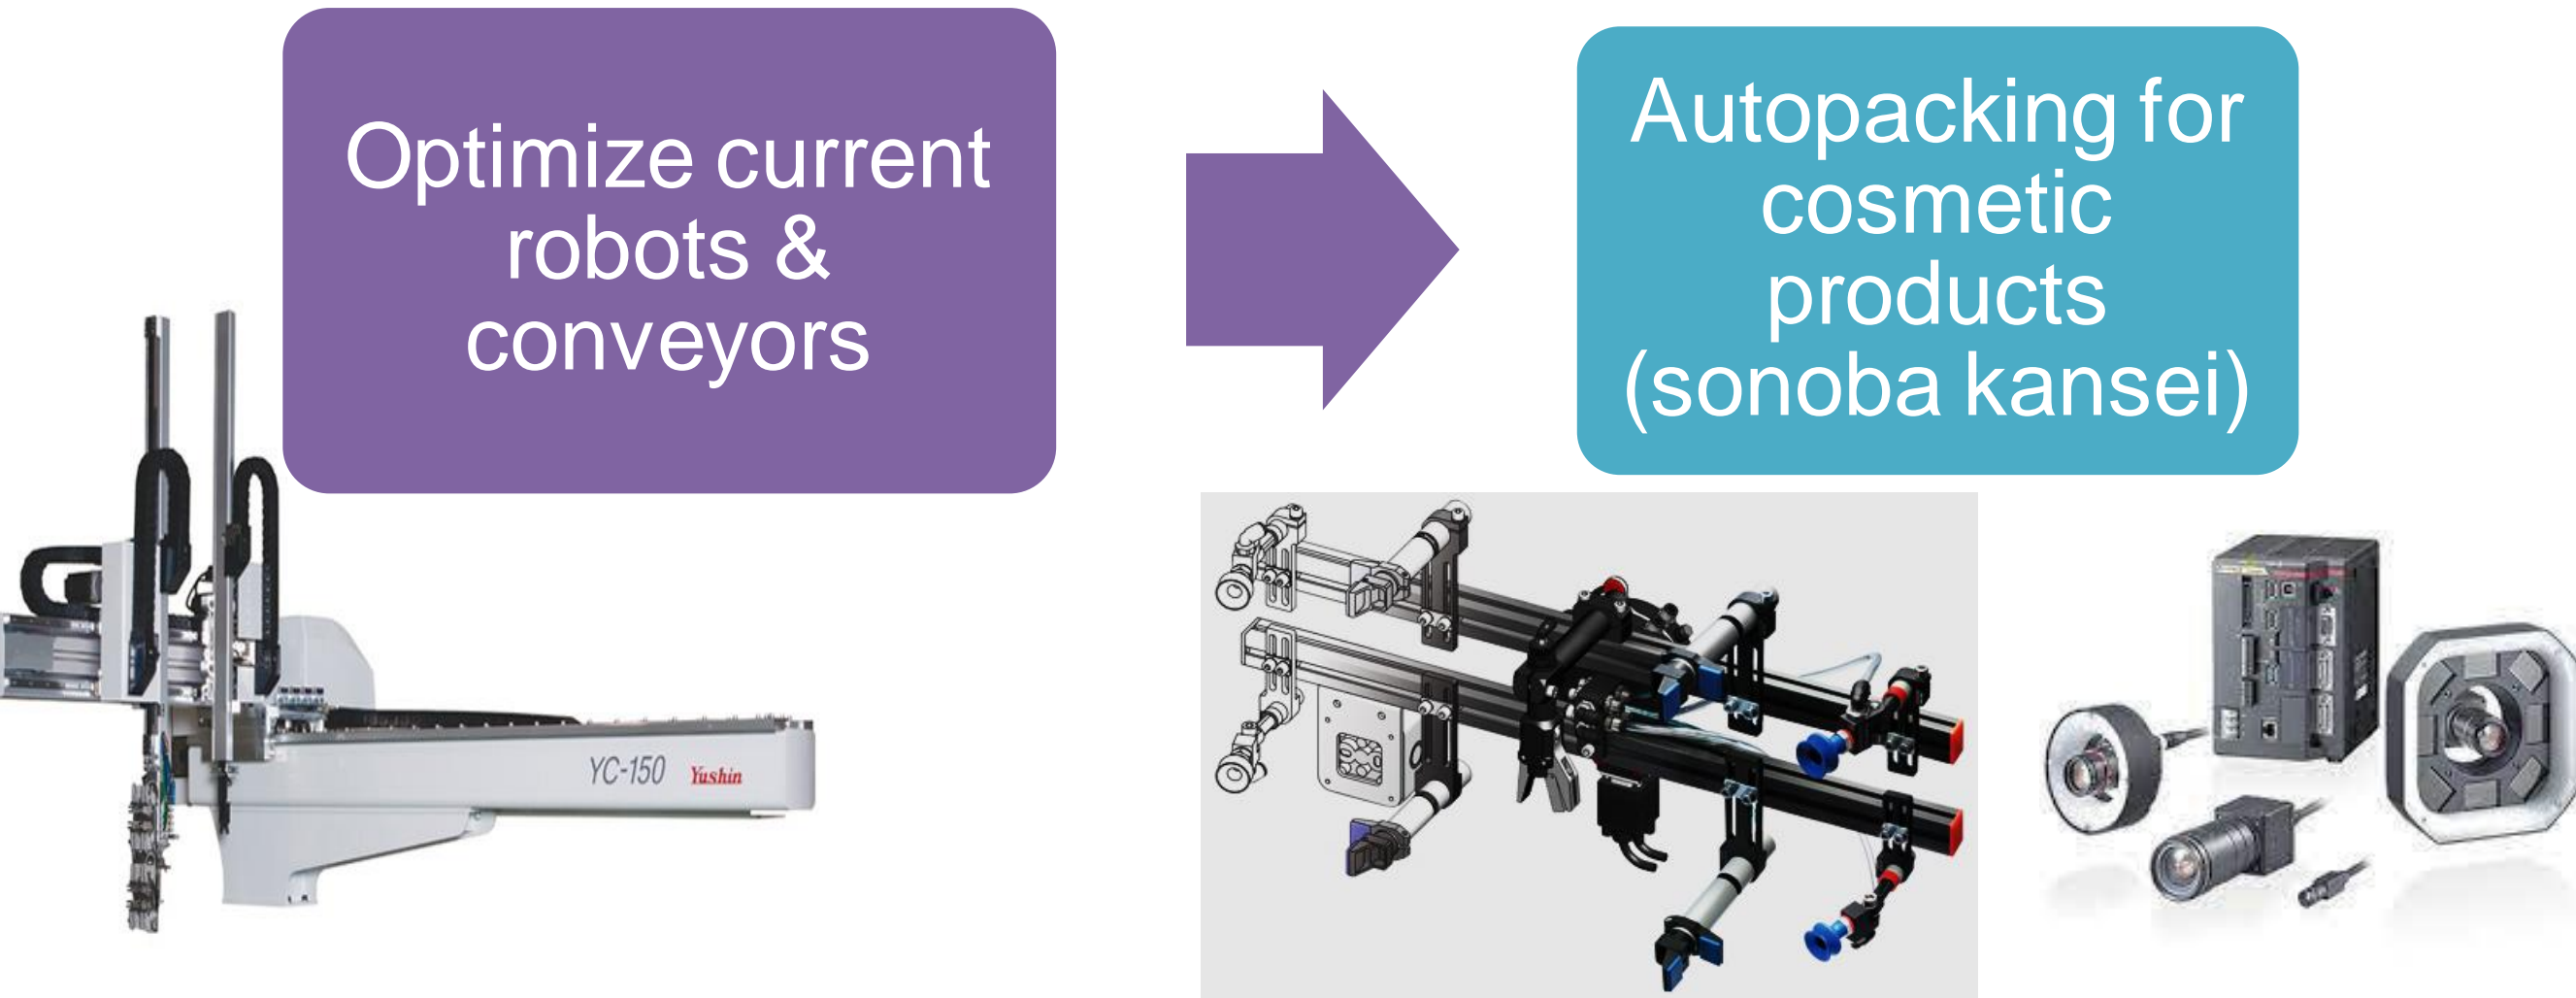 Optimize current
robots &
conveyors
Autopacking for
cosmetic
products
(sonoba kansei)
YC-150 Yushin